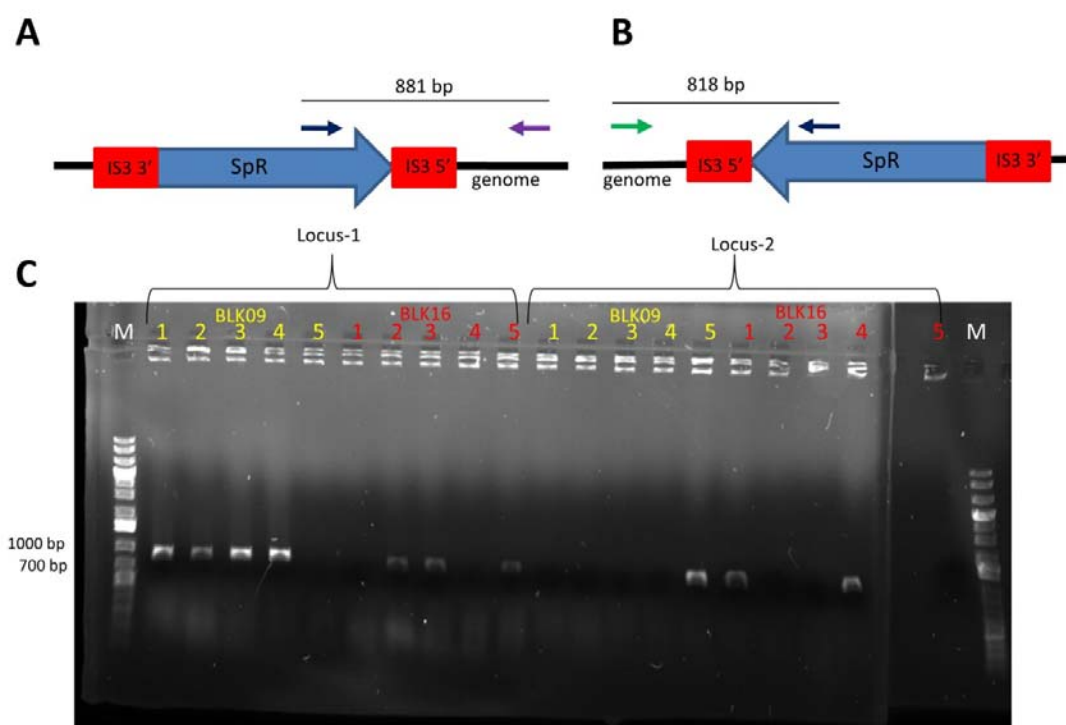 A
B
881 bp
818 bp
IS3 3'
SpR
IS3 5'
genome
IS3 5'
SpR
IS3 3'
genome
Locus-1
Locus-2
C
BLK09
BLK16
BLK09
BLK16
M 1 2 3 4 5 1 2 3 4 5 1 2 3 4 5 1 2 3 4 5 M
1000 bp
700 bp